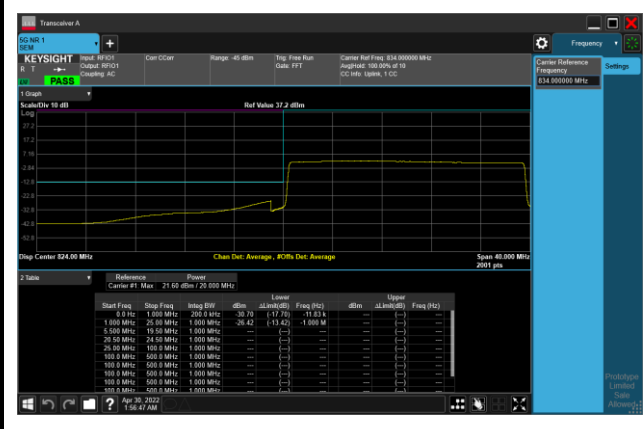 Transceiver A
5G NR 1
SEM
+
Frequency
KEYSIGHT
R T
PASS
Input: RFIO1
Output: RFIO1
Coupling: AC
Corr CCorr
Range: -45 dBm
Trig: Free Run
Gate: FFT
Carrier Ref Freq: 834.000000 MHz
Avg|Hold: 100.00% of 10
CC Info: Uplink, 1 CC
Carrier Reference
Frequency
834.000000 MHz
Settings
1 Graph
Scale/Div 10 dB
Ref Value 37.2 dBm
Log
27.2
17.2
7.16
-2.84
-12.8
-22.8
-32.8
-42.8
-52.8
Disp Center 824.00 MHz
Chan Det: Average , #Offs Det: Average
Span 40.000 MHz
2001 pts
2 Table
Reference Power
Carrier #1 Max 21.60 dBm / 20.000 MHz
Lower Upper
Start Freq Stop Freq Integ BW dBm ΔLimit(dB) Freq (Hz) dBm ΔLimit(dB) Freq (Hz)
0.0 Hz 1.000 MHz 200.0 kHz -30.70 (-17.70) -11.83 k --- (---) ---
1.000 MHz 25.00 MHz 1.000 MHz -26.42 (-13.42) -1.000 M --- (---) ---
5.500 MHz 19.50 MHz 1.000 MHz --- (---) --- --- (---) ---
20.50 MHz 24.50 MHz 1.000 MHz --- (---) --- --- (---) ---
25.00 MHz 100.0 MHz 1.000 MHz --- (---) --- --- (---) ---
100.0 MHz 500.0 MHz 1.000 MHz --- (---) --- --- (---) ---
100.0 MHz 500.0 MHz 1.000 MHz --- (---) --- --- (---) ---
100.0 MHz 500.0 MHz 1.000 MHz --- (---) --- --- (---) ---
100.0 MHz 500.0 MHz 1.000 MHz --- (---) --- --- (---) ---
Prototype
Limited
Sale
Allowed
?
Apr 30, 2022
1:56:47 AM